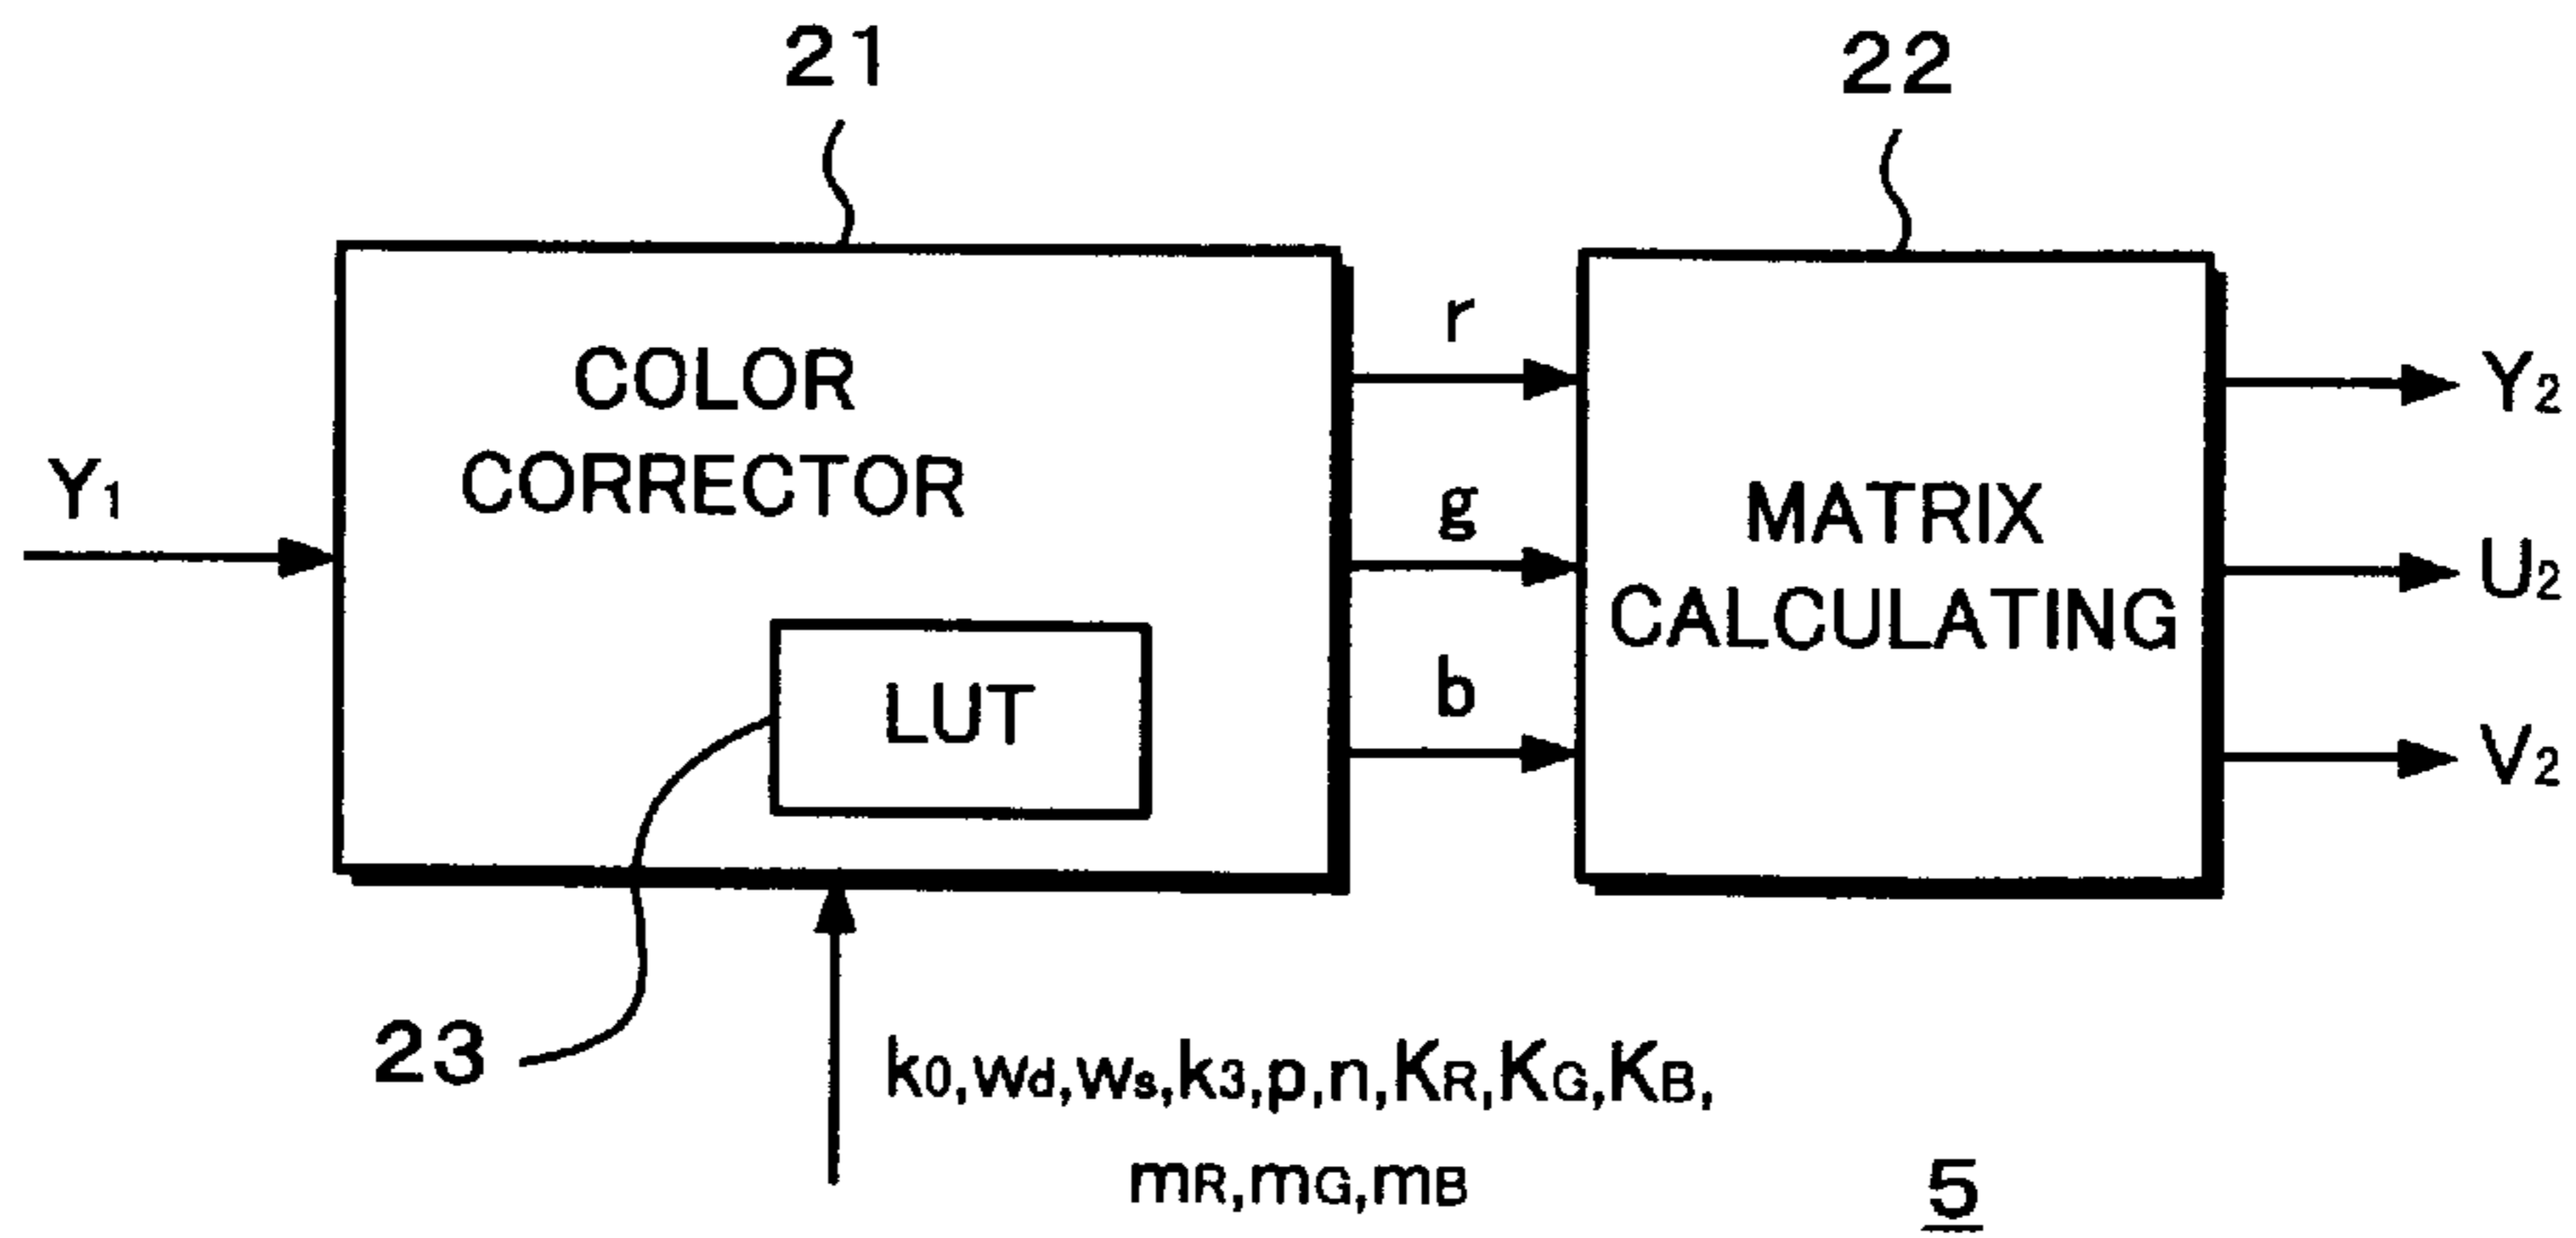 21
22
COLOR
CORRECTOR
Y1
LUT
r
g
b
MATRIX
CALCULATING
Y2
U2
V2
23
k0,Wd,Ws,k3,p,n,KR,KG,KB,
mR,mG,mB
5